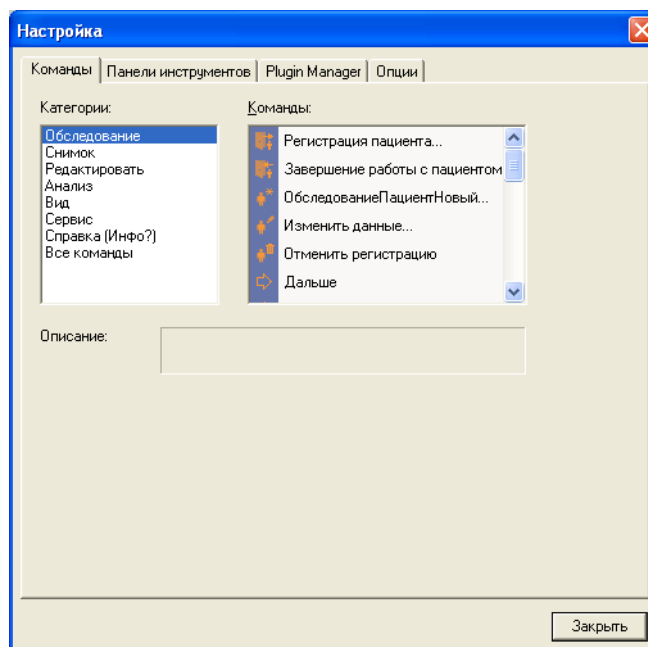 Настройка
Команды Панели инструментов Plugin Manager Опции
Категории:
Обследование
Снимок
Редактировать
Анализ
Вид
Сервис
Справка (Инфо?)
Все команды
Команды:
Регистрация пациента...
Завершение работы с пациентом
ОбследованиеПациентНовый...
Изменить данные...
Отменить регистрацию
Дальше
Описание:
Закрыть